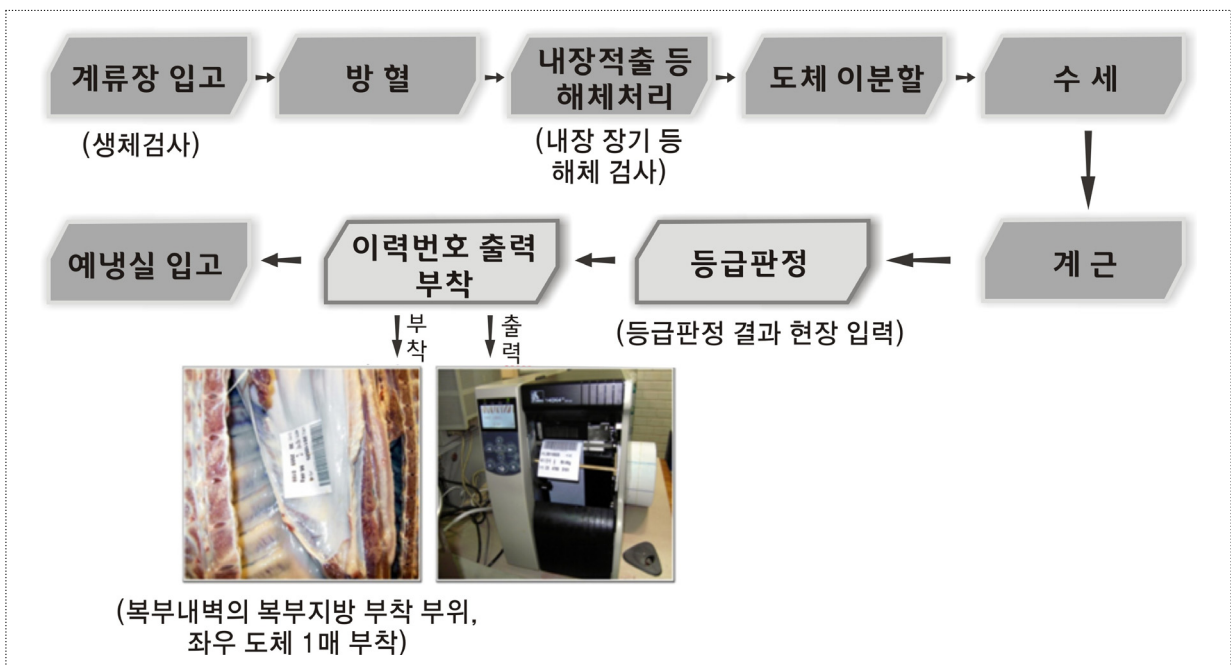 계류장 입고
방 혈
내장적출 등
해체처리
도체 이분할
수 세
(생체검사)
(내장 장기 등
해체 검사)
예냉실 입고
이력번호 출력
부착
등급판정
계 근
(등급판정 결과 현장 입력)
부착
출력
(복부내벽의 복부지방 부착 부위,
좌우 도체 1매 부착)